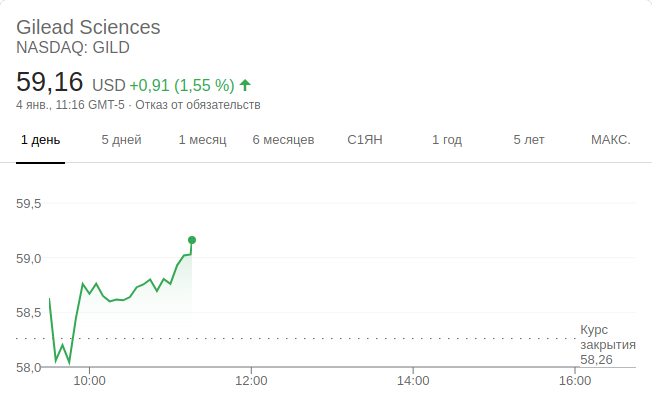 Gilead Sciences
NASDAQ: GILD
59,16 USD +0,91 (1,55 %)
4 янв., 11:16 GMT-5 · Отказ от обязательств
1 день 5 дней 1 месяц 6 месяцев С1ЯН 1 год 5 лет МАКС.
59,5
59,0
58,5
58,0
Курс
закрытия
58,26
10:00 12:00 14:00 16:00